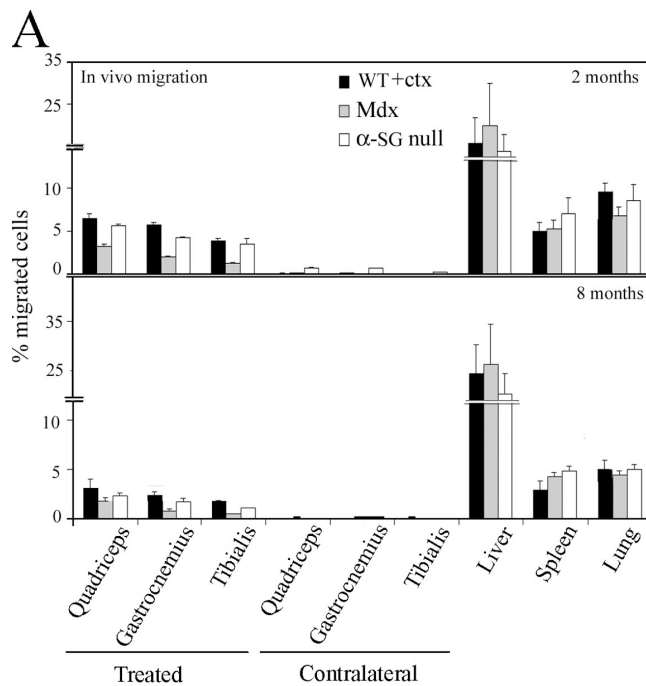 A
35
In vivo migration
2 months
WT+ctx
25
Mdx
α-SG null
10
5
0
% migrated cells
8 months
35
25
10
5
0
Quadriceps
Gastrocnemius
Tibialis
Quadriceps
Gastrocnemius
Tibialis
Liver
Spleen
Lung
Treated
Contralateral